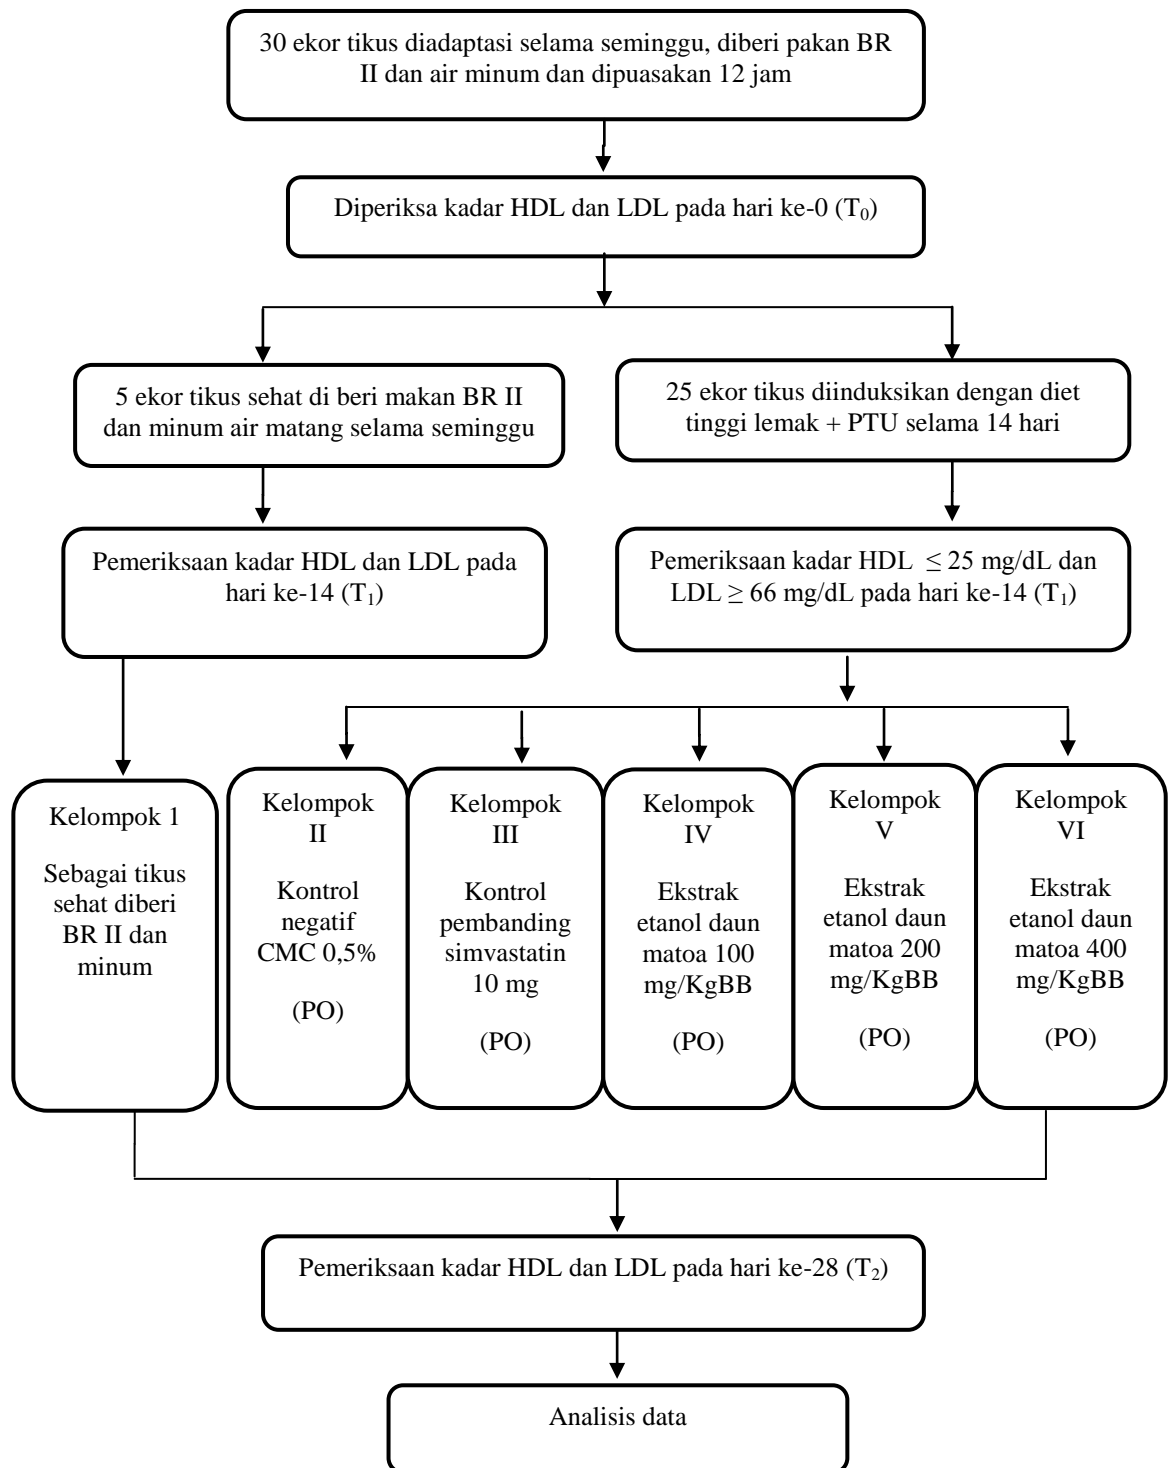 30 ekor tikus diadaptasi selama seminggu, diberi pakan BR
II dan air minum dan dipuasakan 12 jam
Diperiksa kadar HDL dan LDL pada hari ke-0 (T₀)
5 ekor tikus sehat di beri makan BR II
dan minum air matang selama seminggu
25 ekor tikus diinduksikan dengan diet
tinggi lemak + PTU selama 14 hari
Pemeriksaan kadar HDL dan LDL pada
hari ke-14 (T₁)
Pemeriksaan kadar HDL ≤ 25 mg/dL dan
LDL ≥ 66 mg/dL pada hari ke-14 (T₁)
Kelompok 1
Sebagai tikus
sehat diberi
BR II dan
minum
Kelompok
II
Kontrol
negatif
CMC 0,5%
(PO)
Kelompok
III
Kontrol
pembanding
simvastatin
10 mg
(PO)
Kelompok
IV
Ekstrak
etanol daun
matoa 100
mg/KgBB
(PO)
Kelompok
V
Ekstrak
etanol daun
matoa 200
mg/KgBB
(PO)
Kelompok
VI
Ekstrak
etanol daun
matoa 400
mg/KgBB
(PO)
Pemeriksaan kadar HDL dan LDL pada hari ke-28 (T₂)
Analisis data